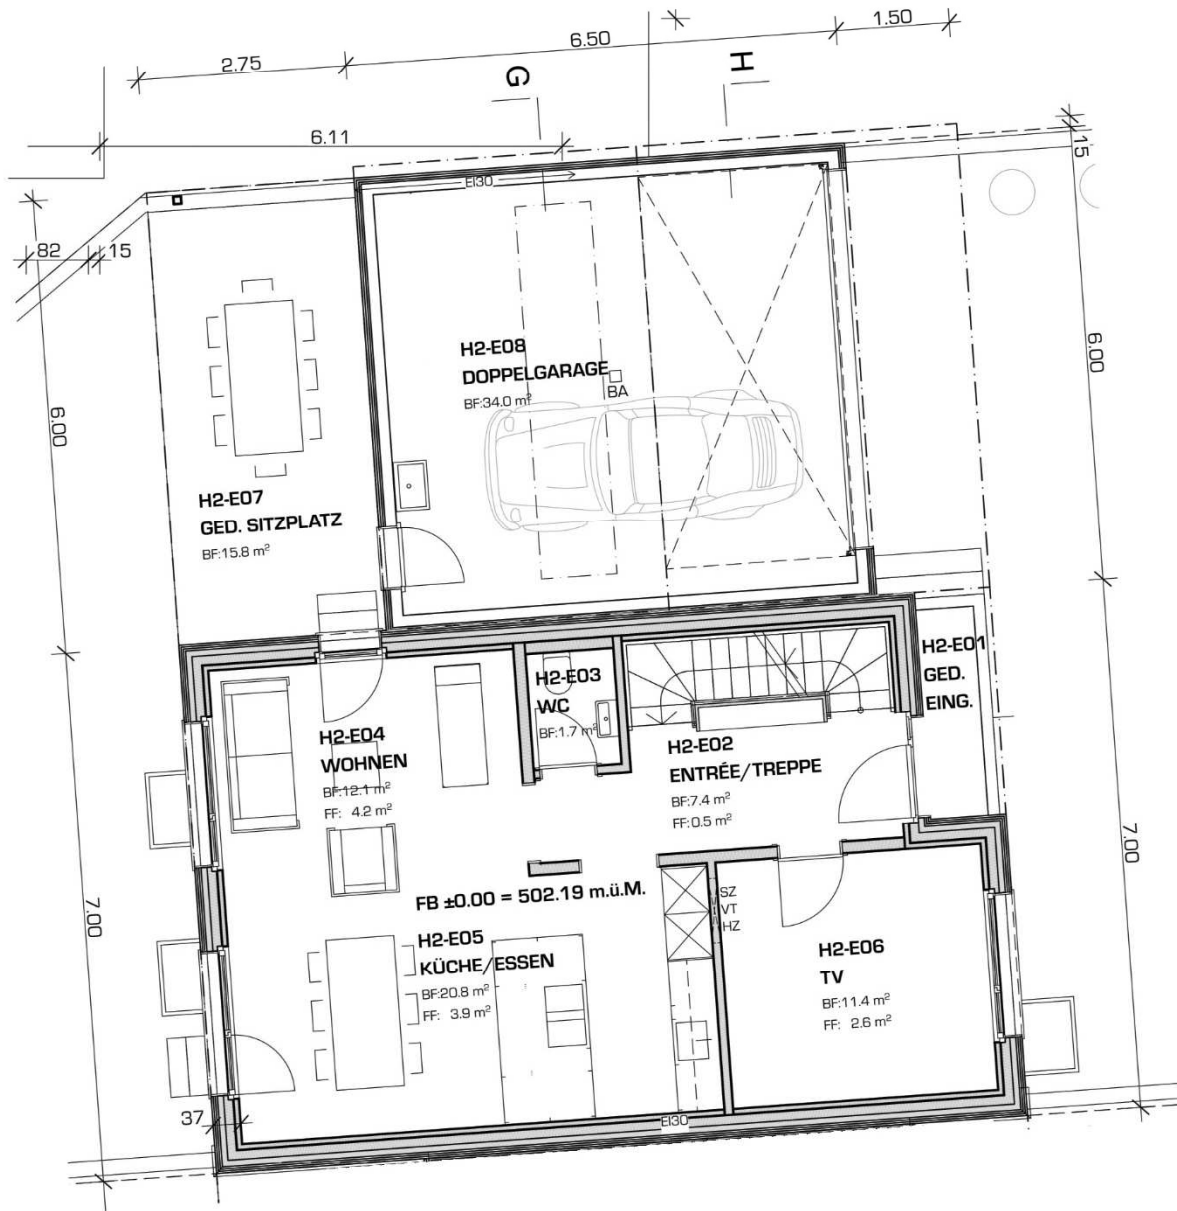 2.75
6.50
1.50
G
H
6.11
15
EI30
82
15
6.00
6.00
H2-E08
DOPPELGARAGE
BF:34.0 m²
BA
H2-E07
GED. SITZPLATZ
BF:15.8 m²
H2-E01
GED.
EING.
H2-E03
WC
BF:1.7 m²
H2-E04
WOHNEN
BF:12.1 m²
FF: 4.2 m²
H2-E02
ENTRÉE/TREPPE
BF:7.4 m²
FF:0.5 m²
7.00
7.00
FB ±0.00 = 502.19 m.ü.M.
SZ
VT
HZ
H2-E05
KÜCHE/ESSEN
BF:20.8 m²
FF: 3.9 m²
H2-E06
TV
BF:11.4 m²
FF: 2.6 m²
37
EI30